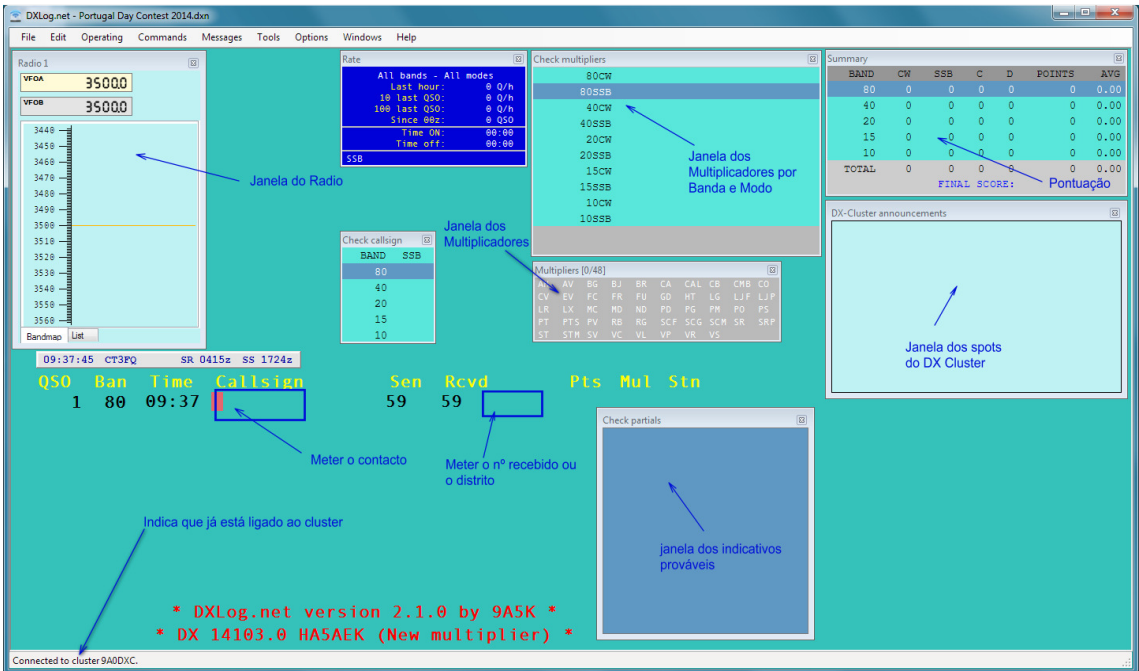 DXLog.net - Portugal Day Contest 2014.dxn
File Edit Operating Commands Messages Tools Options Windows Help
Radio 1
VFOA 3500.0
VFOB 3500.0
3440
3450
3460
3470
3480
3490
3500
3510
3520
3530
3540
3550
3560
Bandmap List
Janela do Radio
Rate
All bands - All modes
Last hour: 0 Q/h
10 last QSO: 0 Q/h
100 last QSO: 0 Q/h
Since 00z: 0 QSO
Time ON: 00:00
Time off: 00:00
SSB
Check multipliers
80CW
80SSB
40CW
40SSB
20CW
20SSB
15CW
15SSB
10CW
10SSB
Janela dos
Multiplicadores por
Banda e Modo
Summary
BAND CW SSB C D POINTS AVG
80 0 0 0 0 0 0.00
40 0 0 0 0 0 0.00
20 0 0 0 0 0 0.00
15 0 0 0 0 0 0.00
10 0 0 0 0 0 0.00
TOTAL 0 0 0 0 0 0.00
FINAL SCORE:
Pontuação
Janela dos
Multiplicadores
Check callsign
BAND SSB
80
40
20
15
10
Multipliers [0/48]
AV BG BJ BR CA CAL CB CMB CO
CV EV FC FR FU GD HT LG LJF LJP
LR LX MC MD ND PD PG PM PO PS
PT PTS PV RB RG SCF SCG SCM SR SRP
ST STM SV VC VL VP VR VS
DX-Cluster announcements
Janela dos spots
do DX Cluster
09:37:45 CT3FQ SR 0415z SS 1724z
QSO Ban Time Callsign Sen Rcvd Pts Mul Stn
1 80 09:37 59 59
Meter o contacto
Meter o nº recebido ou
o distrito
Check partials
janela dos indicativos
prováveis
Indica que já está ligado ao cluster
* DXLog.net version 2.1.0 by 9A5K *
* DX 14103.0 HA5AEK (New multiplier) *
Connected to cluster 9A0DXC.